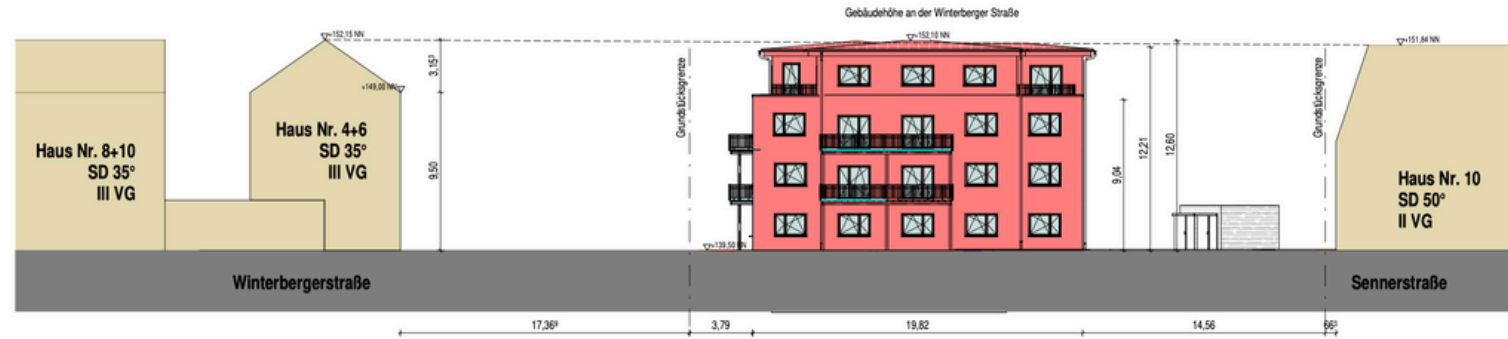 Gebäudehöhe an der Winterberger Straße
+152,15 NN
+152,10 NN
+151,84 NN
3,15³
+149,00 NN
Grundstücksgrenze
Grundstücksgrenze
Haus Nr. 8+10
SD 35°
III VG
Haus Nr. 4+6
SD 35°
III VG
9,50
9,04
12,21
12,60
Haus Nr. 10
SD 50°
II VG
+139,50 NN
Winterbergerstraße
Sennerstraße
17,36⁹
3,79
19,82
14,56